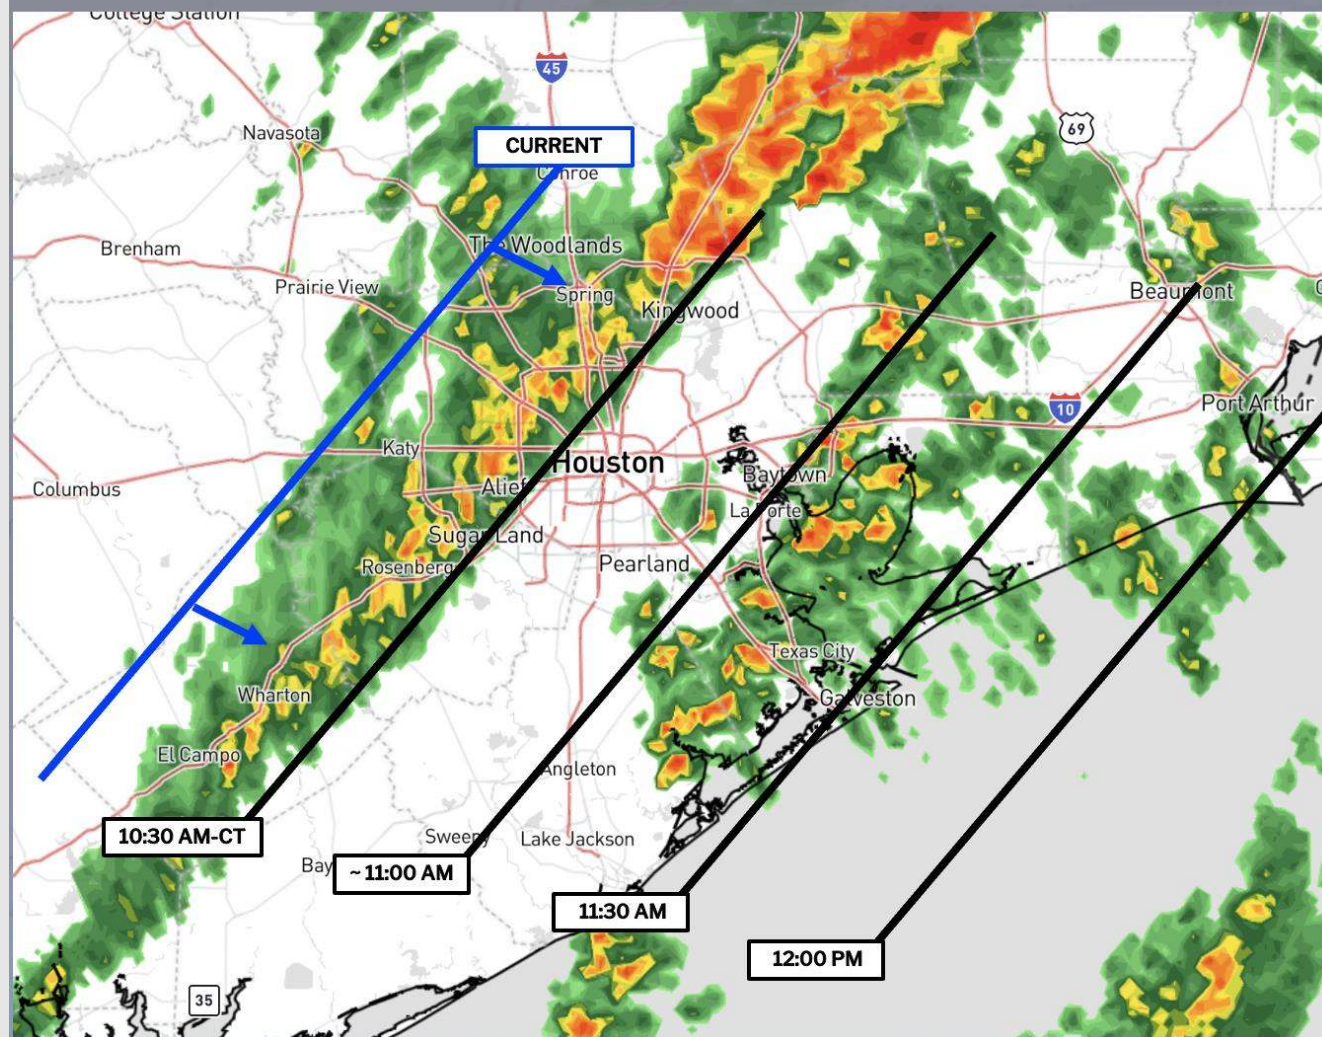 College Station
45
69
Navasota
CURRENT
Conroe
Brenham
The Woodlands
Prairie View
Spring
Kingwood
Beaumont
10
Port Arthur
Katy
Houston
Columbus
Alief
Baytown
La Porte
Sugar Land
Rosenberg
Pearland
Texas City
Wharton
Galveston
El Campo
Angleton
10:30 AM-CT
Sweeny
Lake Jackson
Bay
~ 11:00 AM
11:30 AM
12:00 PM
35